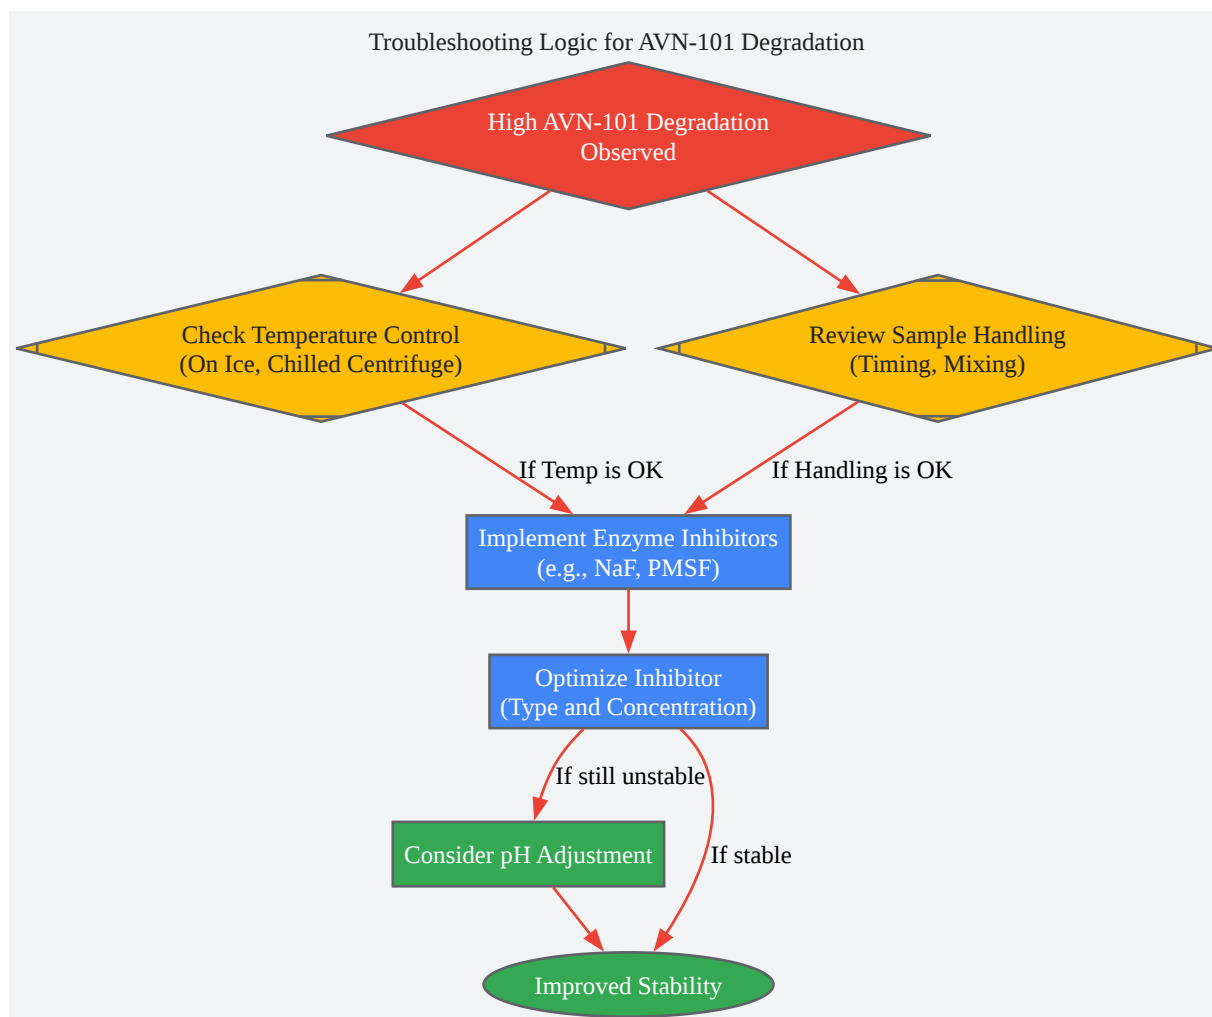 Troubleshooting Logic for AVN-101 Degradation
High AVN-101 Degradation
Observed
Check Temperature Control
(On Ice, Chilled Centrifuge)
Review Sample Handling
(Timing, Mixing)
If Temp is OK
If Handling is OK
Implement Enzyme Inhibitors
(e.g., NaF, PMSF)
Optimize Inhibitor
(Type and Concentration)
If still unstable
Consider pH Adjustment
If stable
Improved Stability